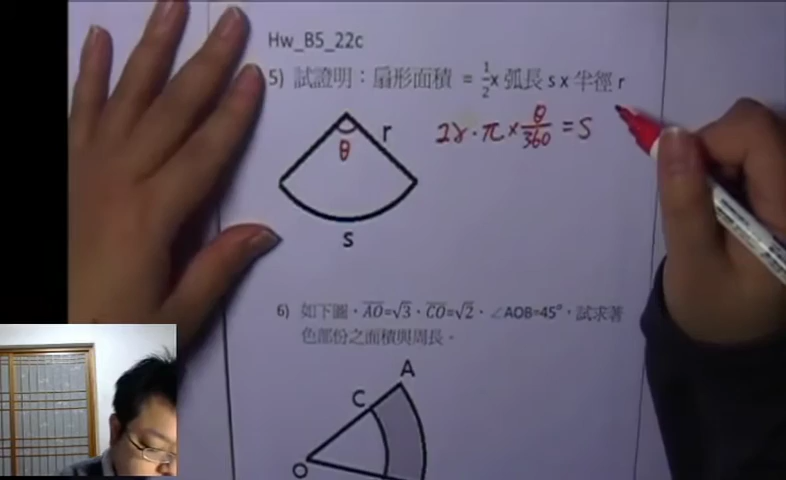 Hw_B5_22c
5) 試證明：扇形面積 = 1/2 x 弧長 s x 半徑 r
θ r
2r·π×θ/360 = S
s
6) 如下圖，AO=√3、CO=√2、∠AOB=45°，試求著
色部份之面積與周長。
A
C
O